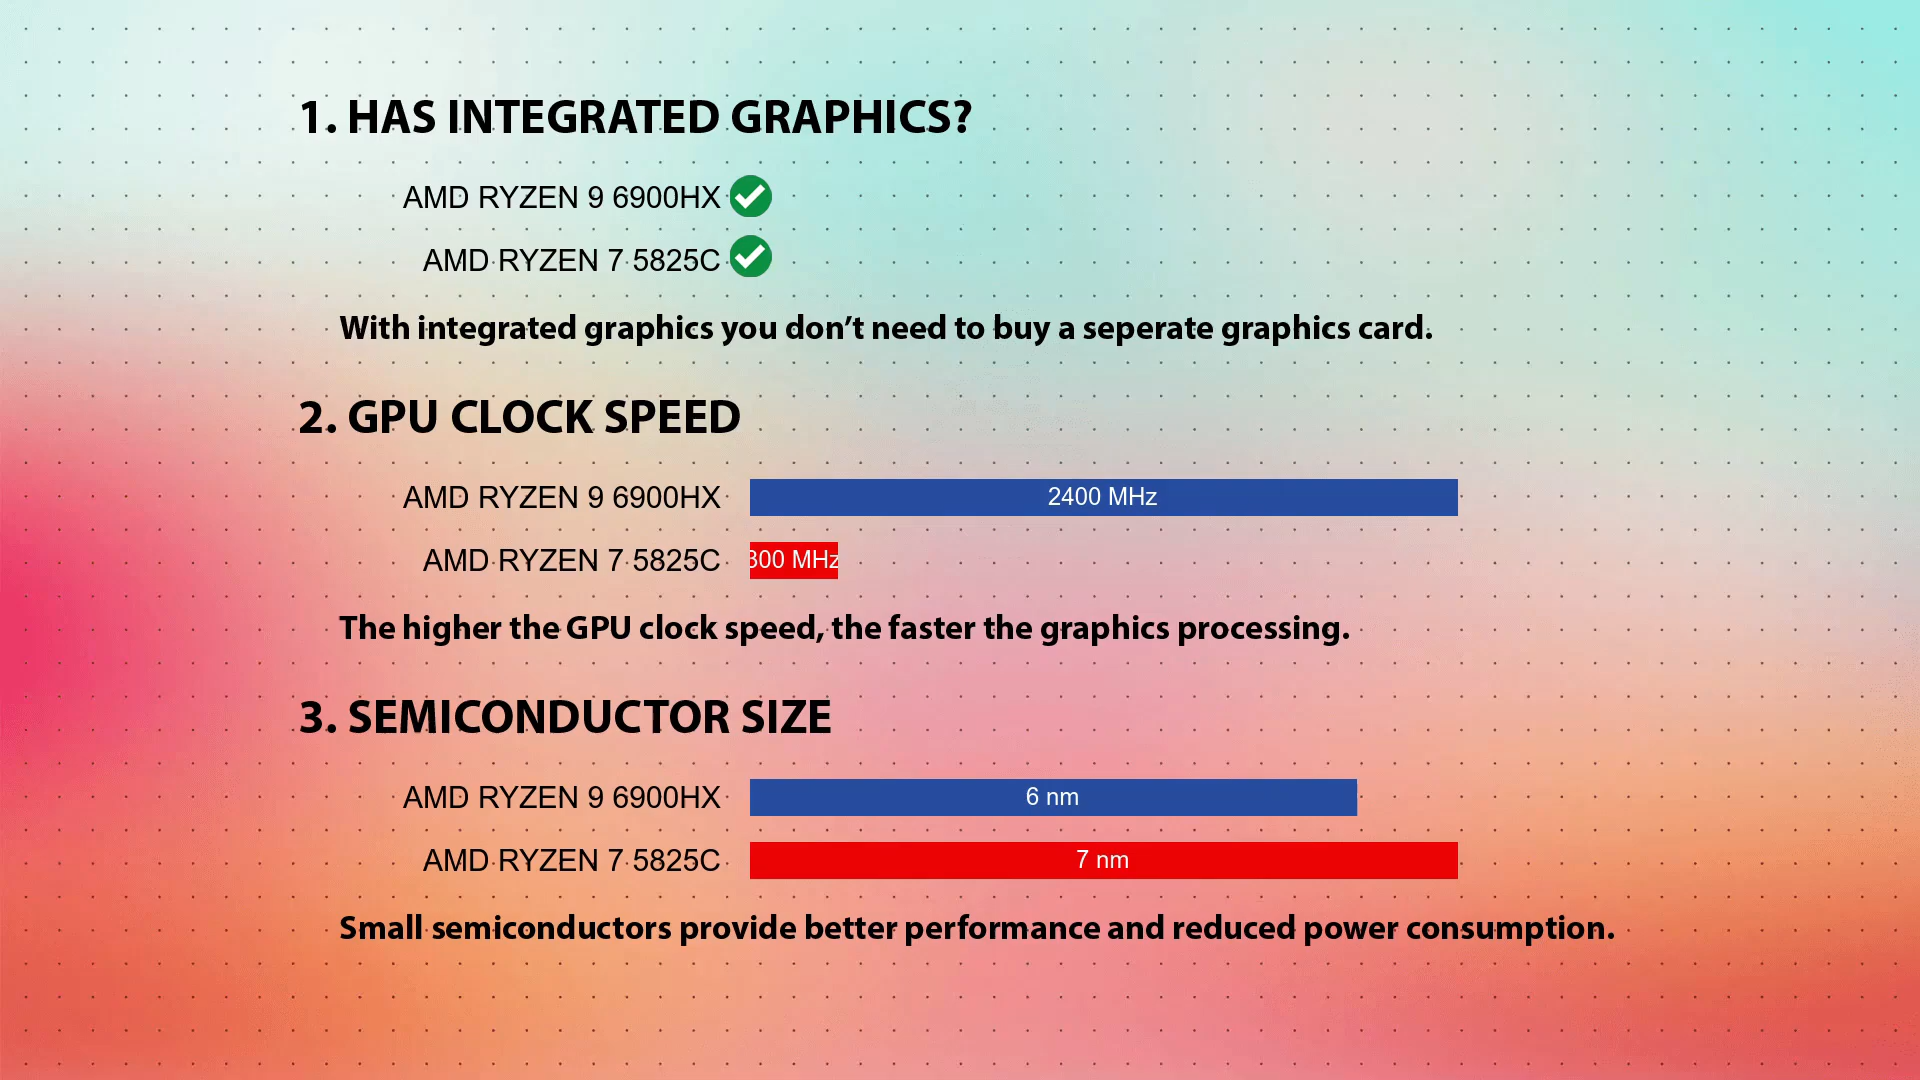 1. HAS INTEGRATED GRAPHICS?
AMD RYZEN 9 6900HX
AMD RYZEN 7 5825C
With integrated graphics you don’t need to buy a seperate graphics card.
2. GPU CLOCK SPEED
AMD RYZEN 9 6900HX 2400 MHz
AMD RYZEN 7 5825C 300 MHz
The higher the GPU clock speed, the faster the graphics processing.
3. SEMICONDUCTOR SIZE
AMD RYZEN 9 6900HX 6 nm
AMD RYZEN 7 5825C 7 nm
Small semiconductors provide better performance and reduced power consumption.